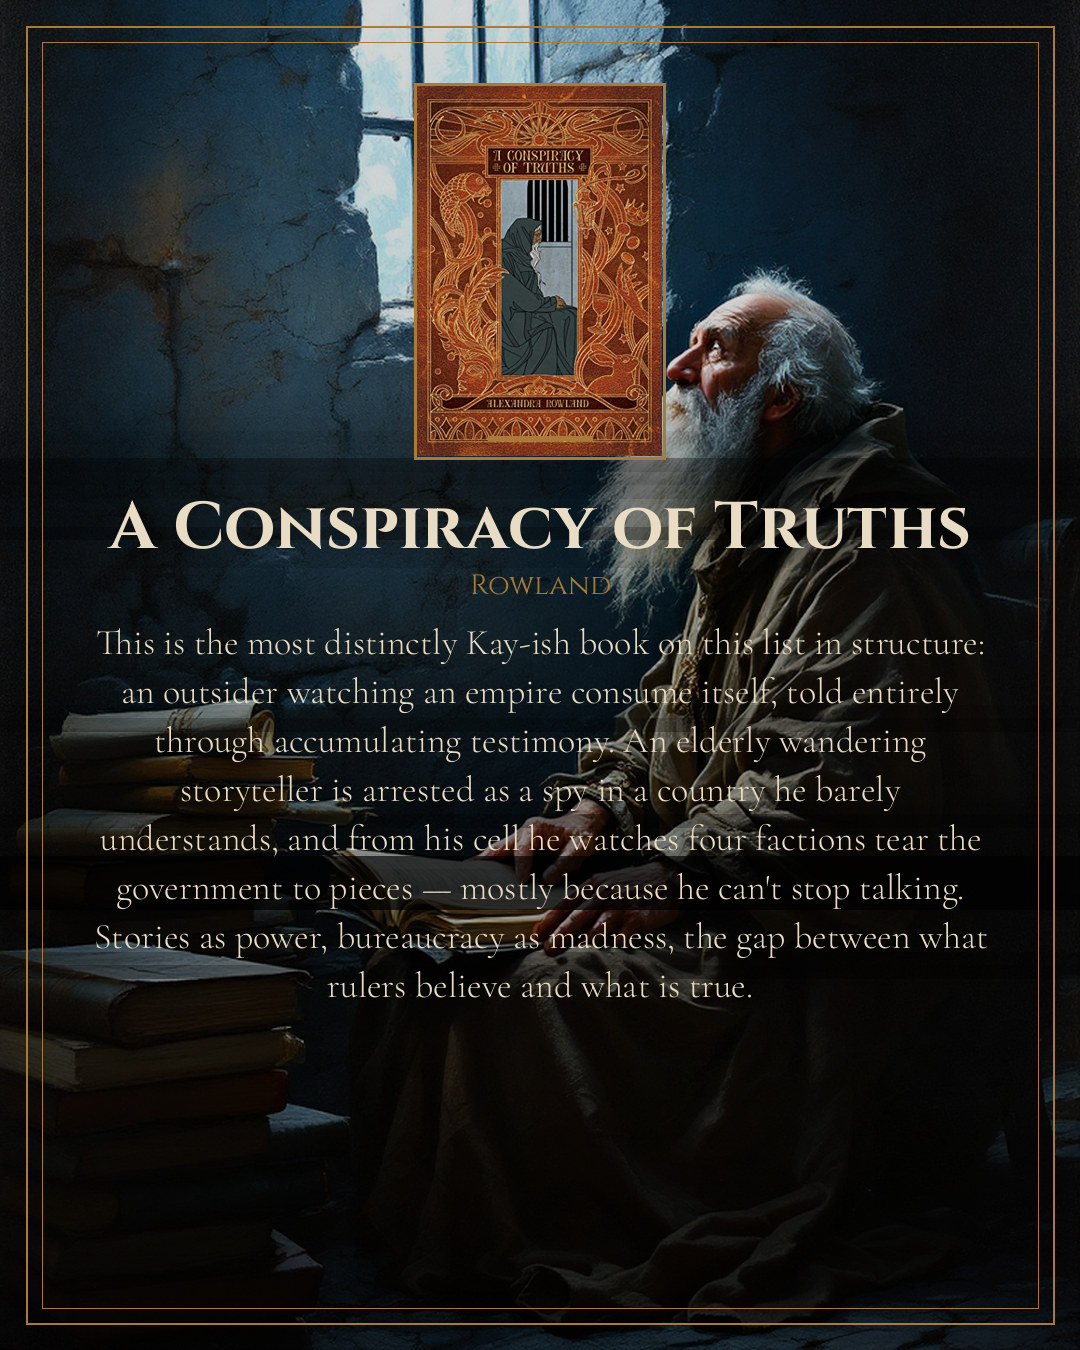 A CONSPIRACY
OF TRUTHS
ALEXANDRA ROWLAND
A Conspiracy of Truths
Rowland
This is the most distinctly Kay-ish book on this list in structure:
an outsider watching an empire consume itself, told entirely
through accumulating testimony. An elderly wandering
storyteller is arrested as a spy in a country he barely
understands, and from his cell he watches four factions tear the
government to pieces — mostly because he can't stop talking.
Stories as power, bureaucracy as madness, the gap between what
rulers believe and what is true.